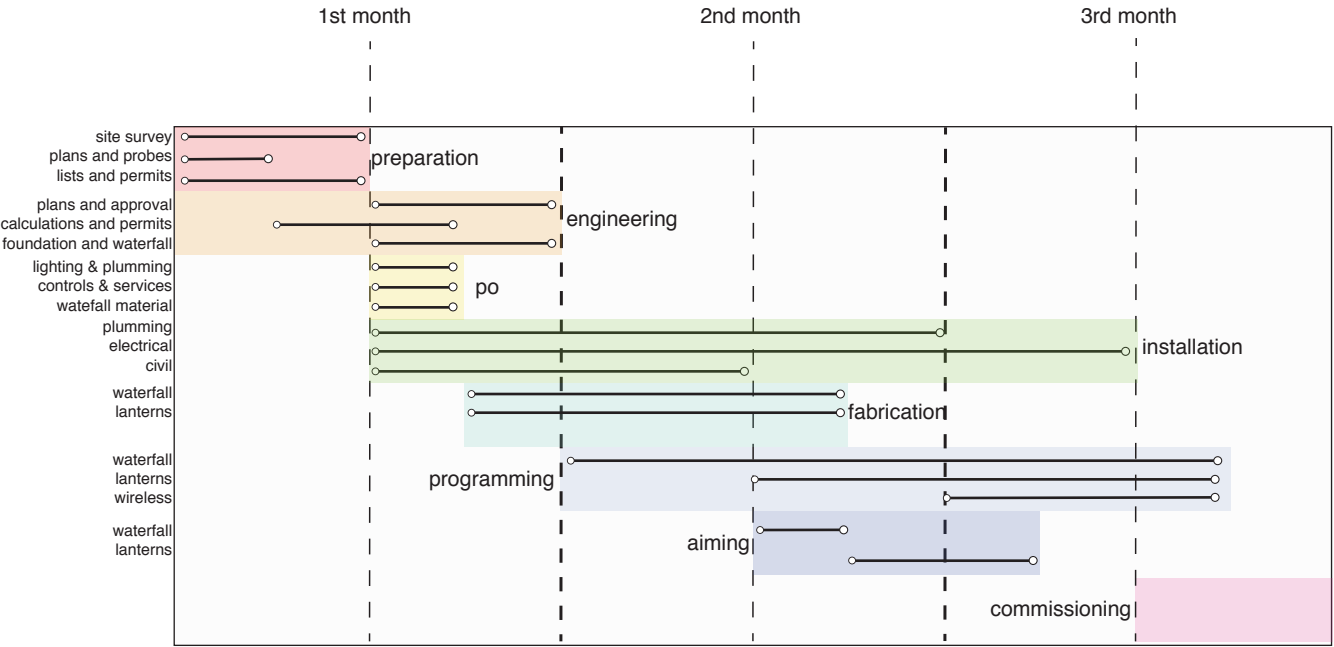 1st month
2nd month
3rd month
site survey
plans and probes
lists and permits
preparation
plans and approval
calculations and permits
foundation and waterfall
engineering
lighting & plumming
controls & services
watefall material
po
plumming
electrical
civil
installation
waterfall
lanterns
fabrication
waterfall
lanterns
wireless
programming
waterfall
lanterns
aiming
commissioning